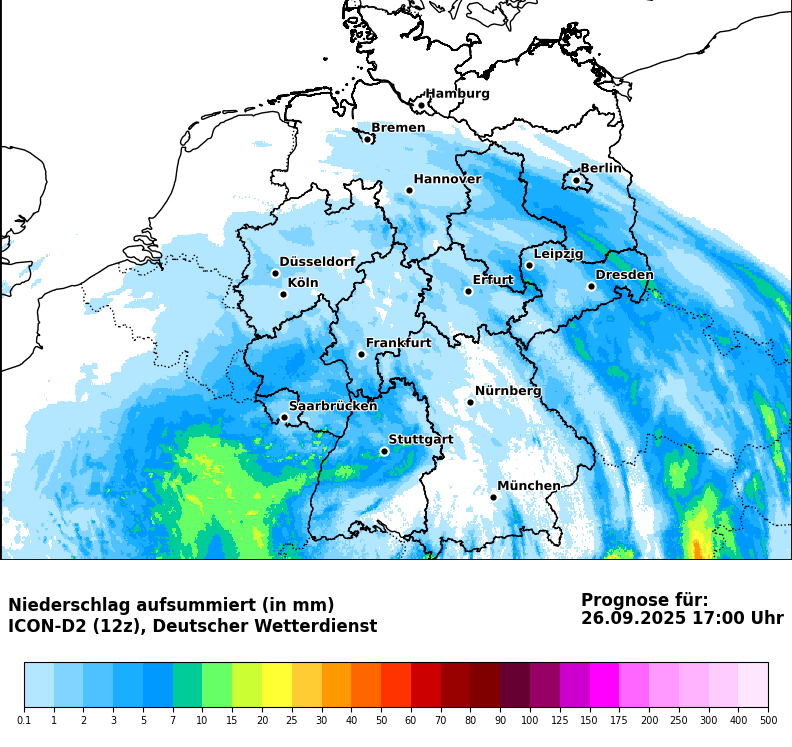 Hamburg
Bremen
Berlin
Hannover
Leipzig
Düsseldorf
Dresden
Köln
Erfurt
Frankfurt
Nürnberg
Saarbrücken
Stuttgart
München
Niederschlag aufsummiert (in mm)
ICON-D2 (12z), Deutscher Wetterdienst
Prognose für:
26.09.2025 17:00 Uhr
0.1 1 2 3 5 7 10 15 20 25 30 40 50 60 70 80 90 100 125 150 175 200 250 300 400 500